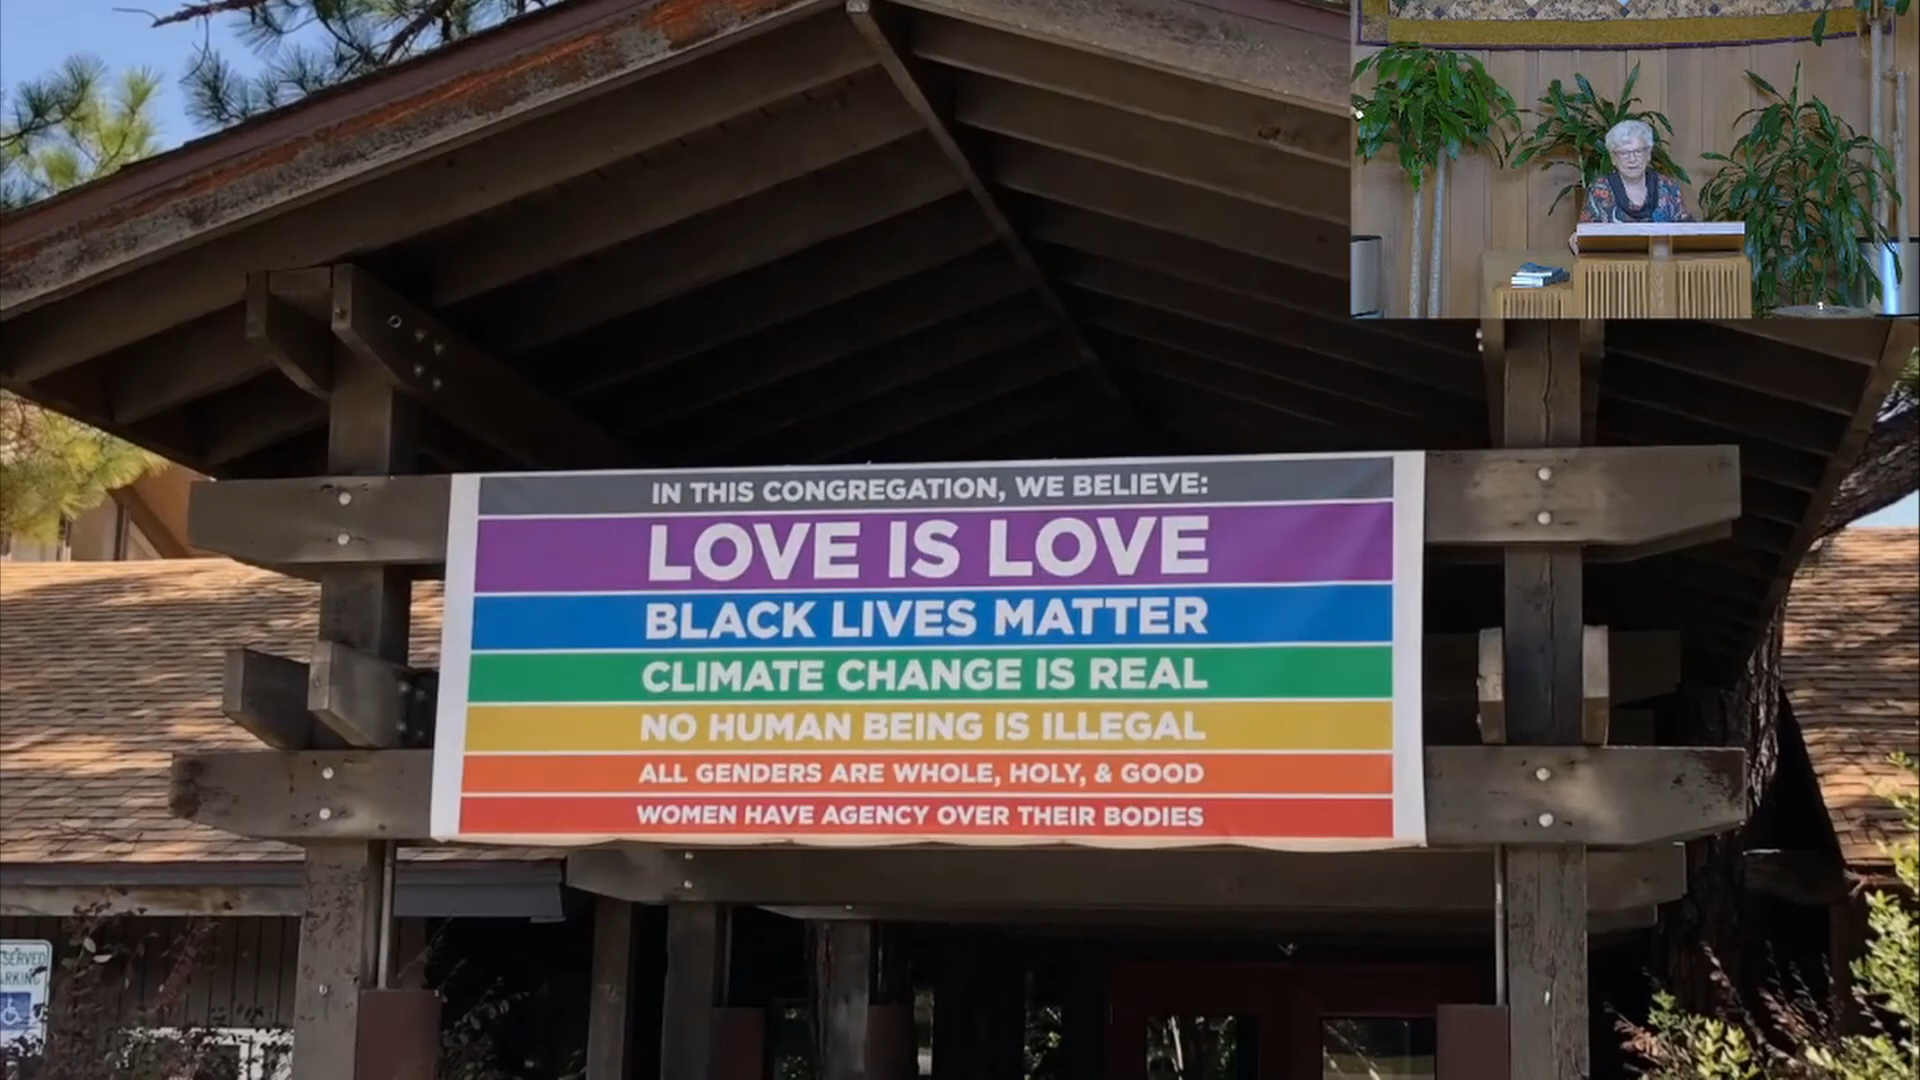 IN THIS CONGREGATION, WE BELIEVE:
LOVE IS LOVE
BLACK LIVES MATTER
CLIMATE CHANGE IS REAL
NO HUMAN BEING IS ILLEGAL
ALL GENDERS ARE WHOLE, HOLY, & GOOD
WOMEN HAVE AGENCY OVER THEIR BODIES